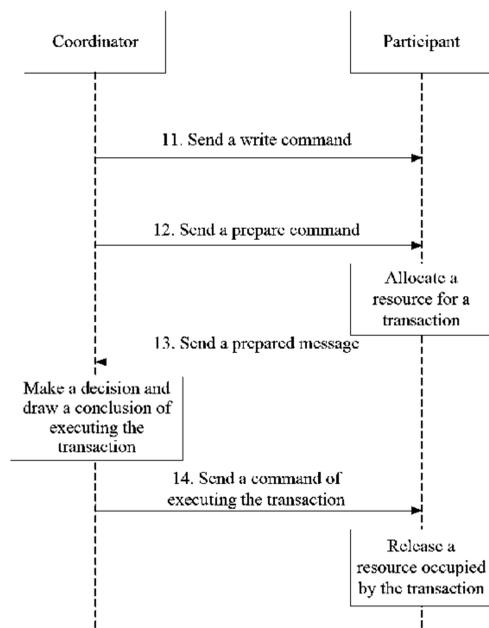 Coordinator
Participant
11. Send a write command
12. Send a prepare command
Allocate a
resource for a
transaction
13. Send a prepared message
Make a decision and
draw a conclusion of
executing the
transaction
14. Send a command of
executing the transaction
Release a
resource occupied
by the transaction